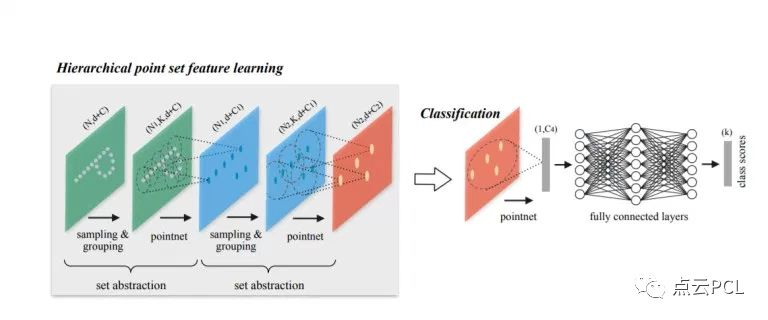 Hierarchical point set feature learning
(N,d+C)
(N1,K,d+C)
(N1,d+C1)
(N2,K,d+C1)
(N2,d+C2)
sampling &
grouping
pointnet
sampling &
grouping
pointnet
set abstraction
set abstraction
Classification
(1,C4)
(k)
class scores
pointnet
fully connected layers
点云PCL